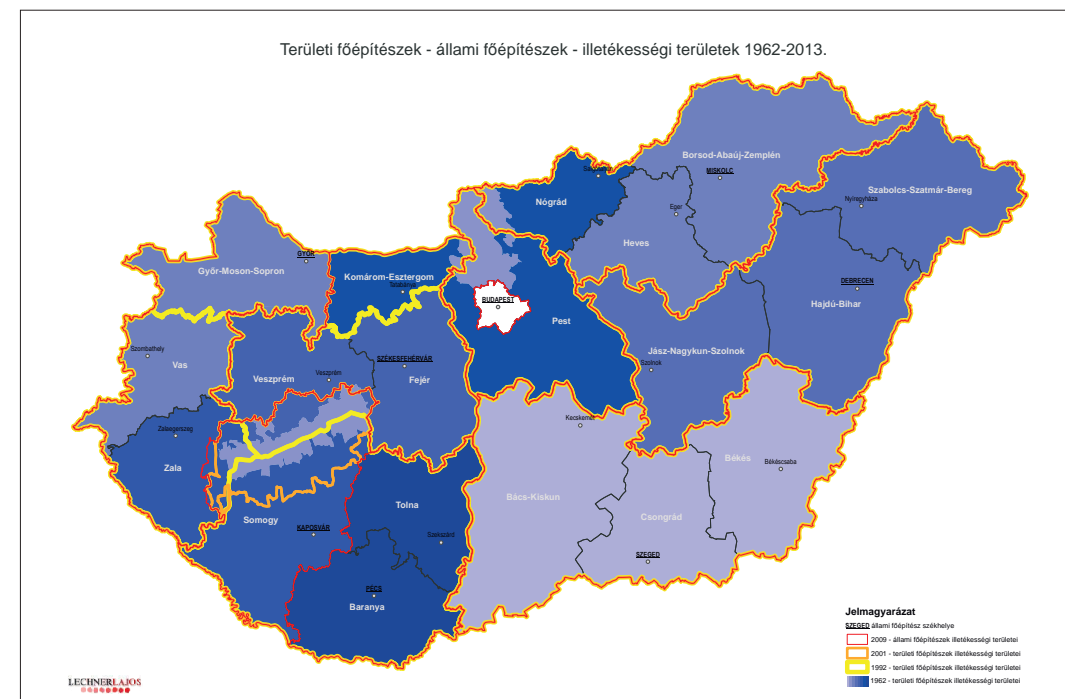 Területi főépítészek - állami főépítészek - illetékességi területek 1962-2013.
Borsod-Abaúj-Zemplén
MISKOLC
Szabolcs-Szatmár-Bereg
Nyíregyháza
Nógrád
Eger
Heves
GYŐR
Győr-Moson-Sopron
Komárom-Esztergom
Tatabánya
BUDAPEST
DEBRECEN
Hajdú-Bihar
Pest
Szombathely
Vas
Veszprém
Veszprém
SZÉKESFEHÉRVÁR
Fejér
Jász-Nagykun-Szolnok
Szolnok
Kecskemét
Zalaegerszeg
Zala
Békés
Békéscsaba
Tolna
Bács-Kiskun
Csongrád
Somogy
KAPOSVÁR
Szekszárd
SZEGED
PÉCS
Baranya
Jelmagyarázat
SZEGED állami főépítész székhelye
2009 - állami főépítészek illetékességi területei
2001 - területi főépítészek illetékességi területei
1992 - területi főépítészek illetékességi területei
1962 - területi főépítészek illetékességi területei
LECHNERLAJOS